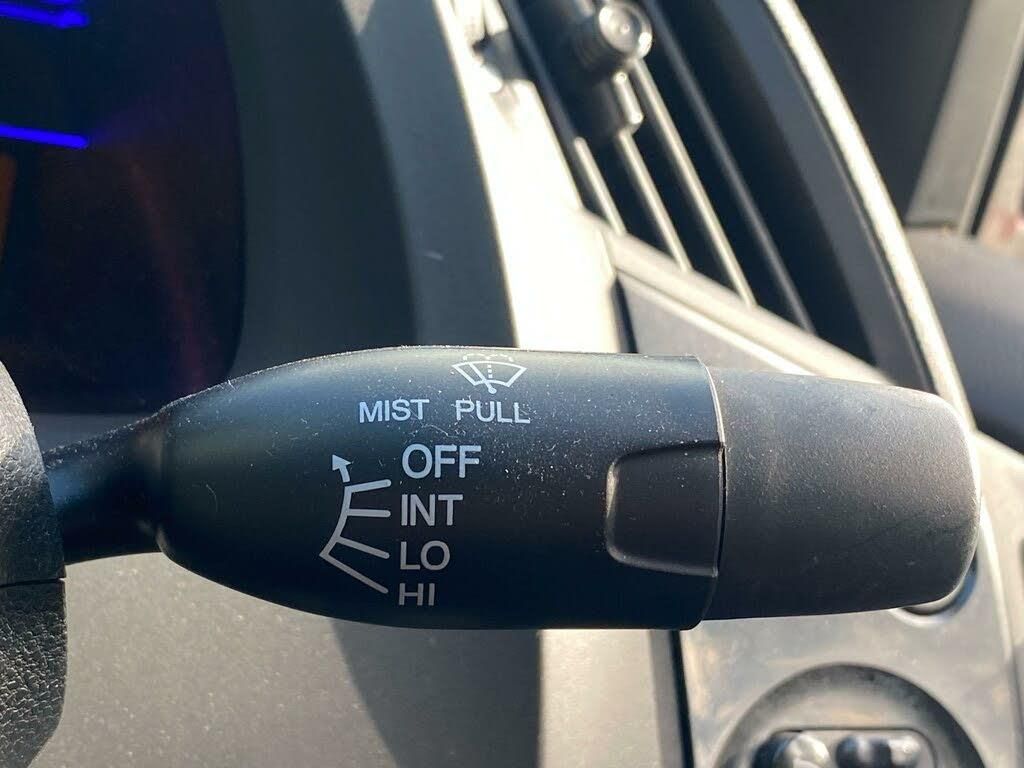 MIST PULL
OFF
INT
LO
HI